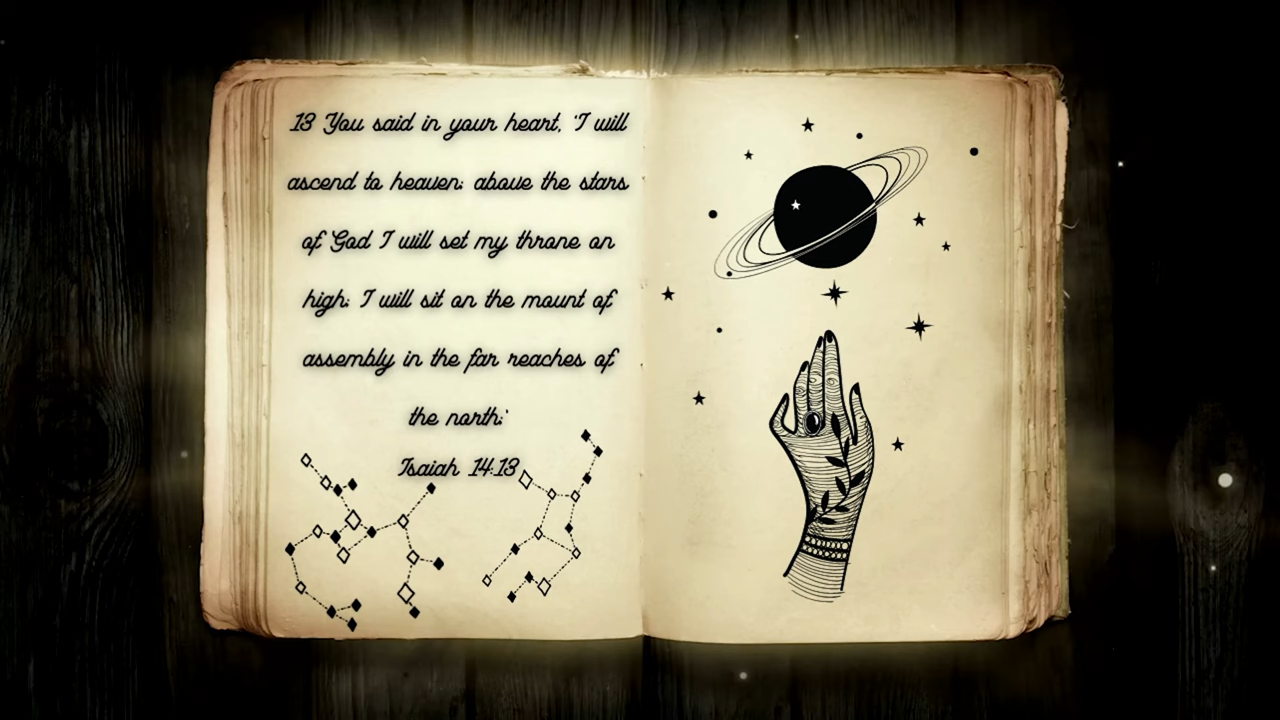 13 You said in your heart, 'I will
ascend to heaven; above the stars
of God I will set my throne on
high; I will sit on the mount of
assembly in the far reaches of
the north;'
Isaiah 14:13